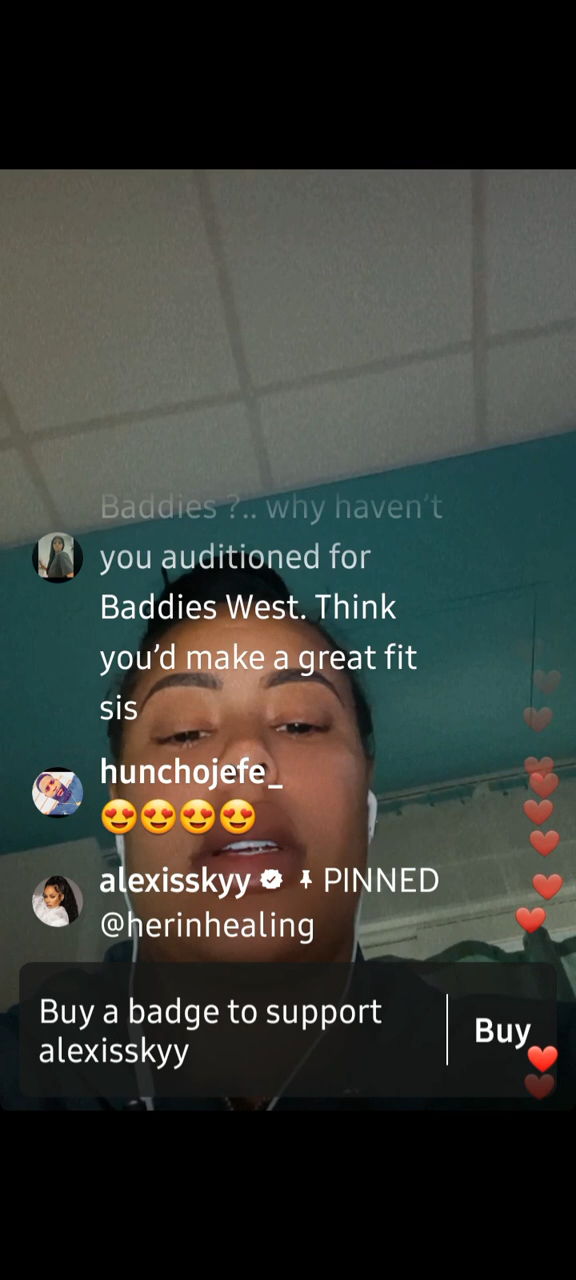 Baddies ?.. why haven't
you auditioned for
Baddies West. Think
you'd make a great fit
sis
hunchojefe_
😍😍😍😍
alexisskyy PINNED
@herinhealing
Buy a badge to support
alexisskyy
Buy